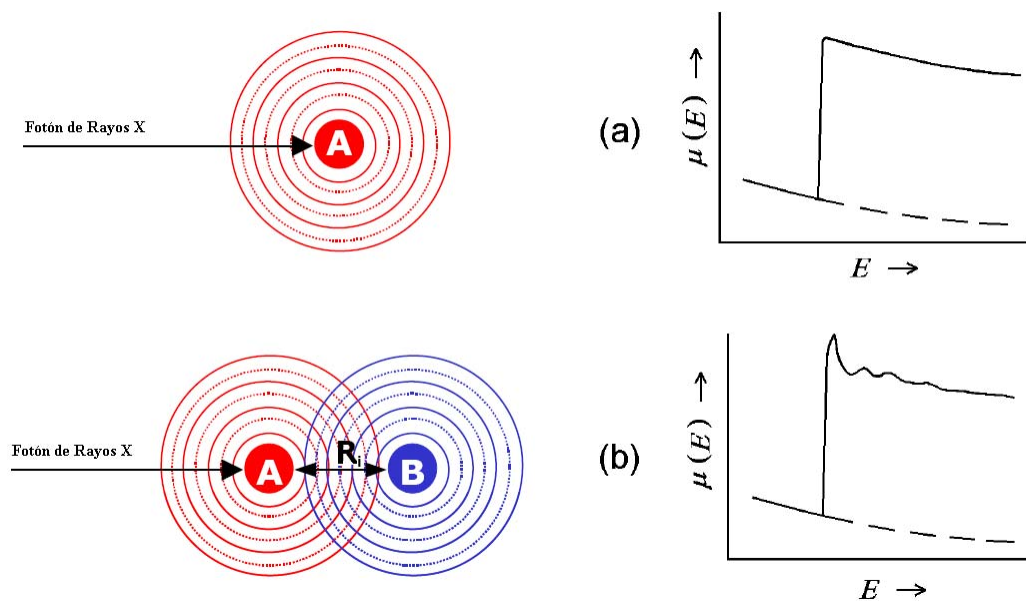 Fotón de Rayos X
A
(a)
μ(E) →
E →
Fotón de Rayos X
A
Rᵢ
B
(b)
μ(E) →
E →